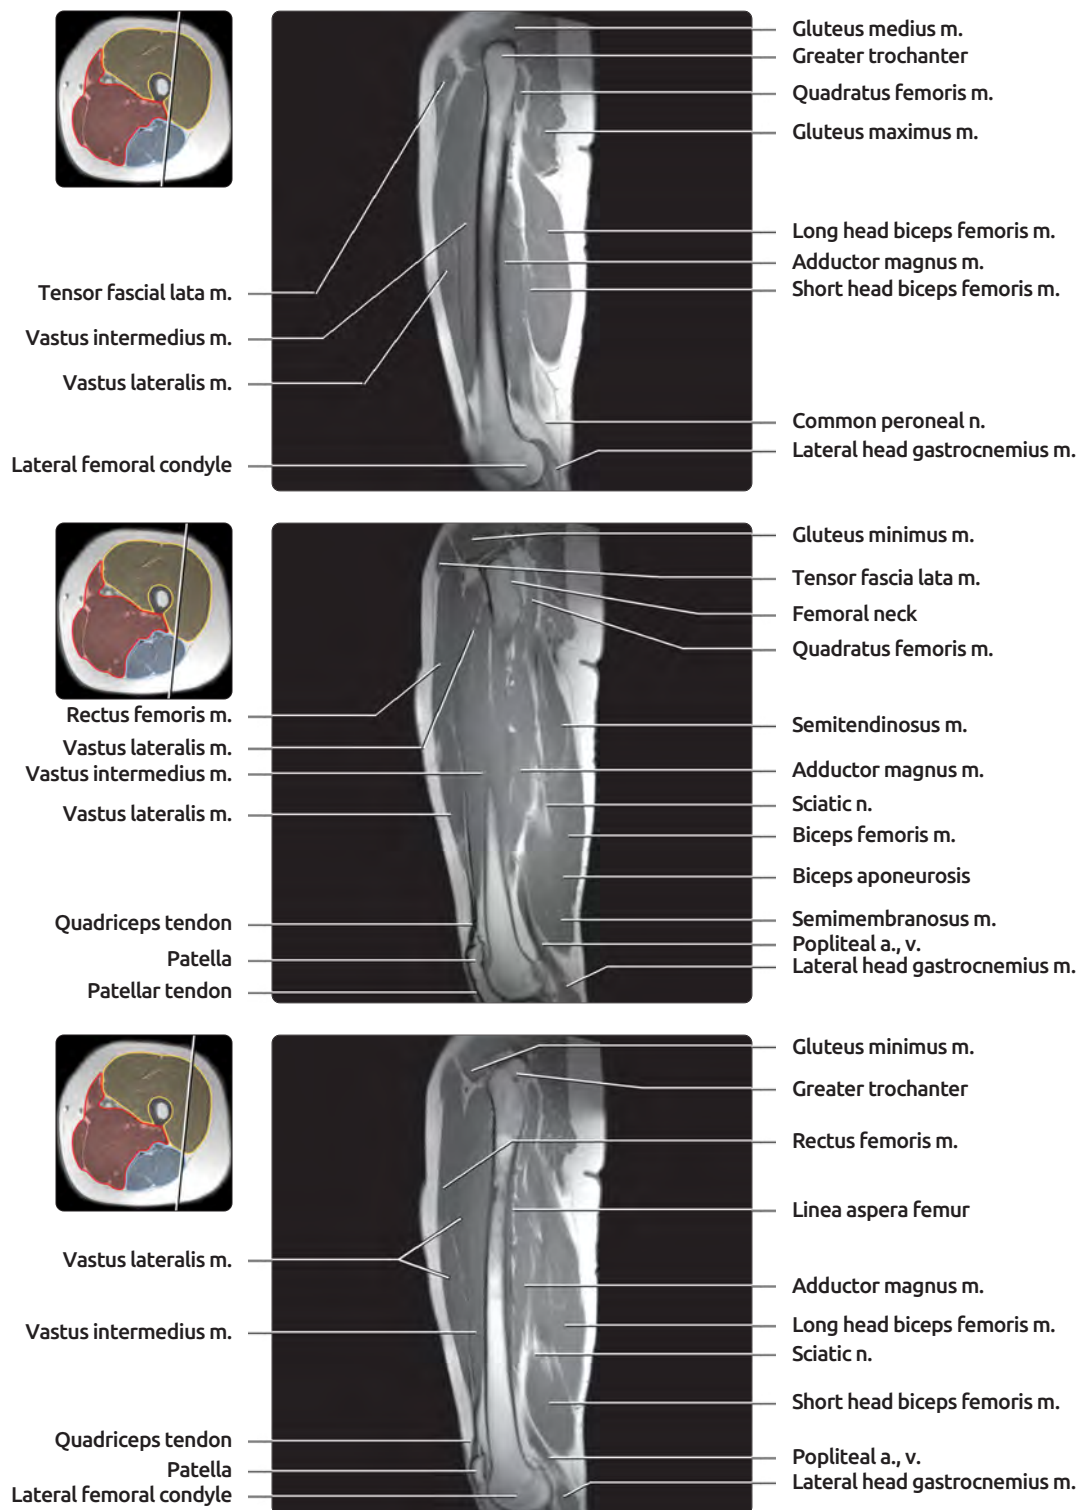 Gluteus medius m.
Greater trochanter
Quadratus femoris m.
Gluteus maximus m.
Long head biceps femoris m.
Adductor magnus m.
Short head biceps femoris m.
Common peroneal n.
Lateral head gastrocnemius m.
Tensor fascial lata m.
Vastus intermedius m.
Vastus lateralis m.
Lateral femoral condyle
Gluteus minimus m.
Tensor fascia lata m.
Femoral neck
Quadratus femoris m.
Semitendinosus m.
Adductor magnus m.
Sciatic n.
Biceps femoris m.
Biceps aponeurosis
Semimembranosus m.
Popliteal a., v.
Lateral head gastrocnemius m.
Rectus femoris m.
Vastus lateralis m.
Vastus intermedius m.
Vastus lateralis m.
Quadriceps tendon
Patella
Patellar tendon
Gluteus minimus m.
Greater trochanter
Rectus femoris m.
Linea aspera femur
Adductor magnus m.
Long head biceps femoris m.
Sciatic n.
Short head biceps femoris m.
Popliteal a., v.
Lateral head gastrocnemius m.
Vastus lateralis m.
Vastus intermedius m.
Quadriceps tendon
Patella
Lateral femoral condyle